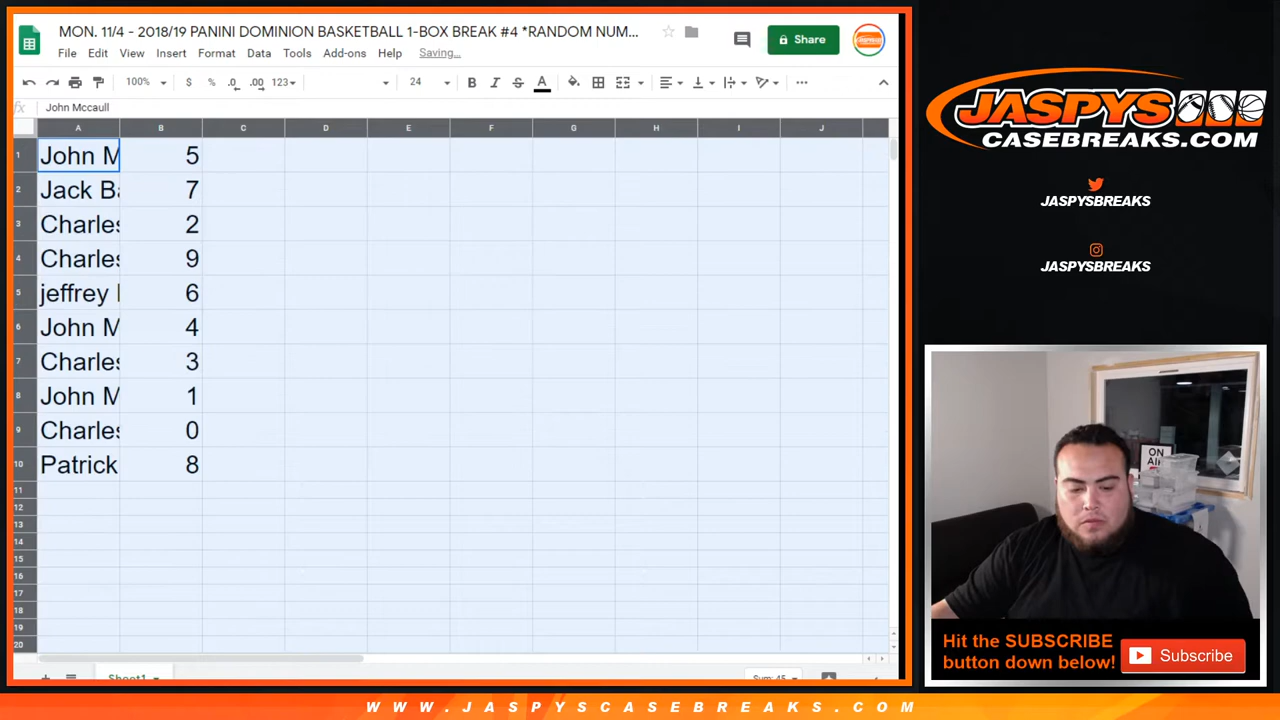 MON. 11/4 - 2018/19 PANINI DOMINION BASKETBALL 1-BOX BREAK #4 *RANDOM NUM...
File Edit View Insert Format Data Tools Add-ons Help Saving...
Share
100% $ % .0 .00 123 24 B I S A
fx John Mccaull
A B C D E F G H I J
1 John M 5
2 Jack Ba 7
3 Charles 2
4 Charles 9
5 jeffrey 6
6 John M 4
7 Charles 3
8 John M 1
9 Charles 0
10 Patrick 8
11
12
13
14
15
16
17
18
19
20
Sheet1 Sum: 45
JASPYS
CASEBREAKS.COM
JASPYSBREAKS
JASPYSBREAKS
ON
AIR
Hit the SUBSCRIBE
button down below!
Subscribe
WWW.JASPYSCASEBREAKS.COM